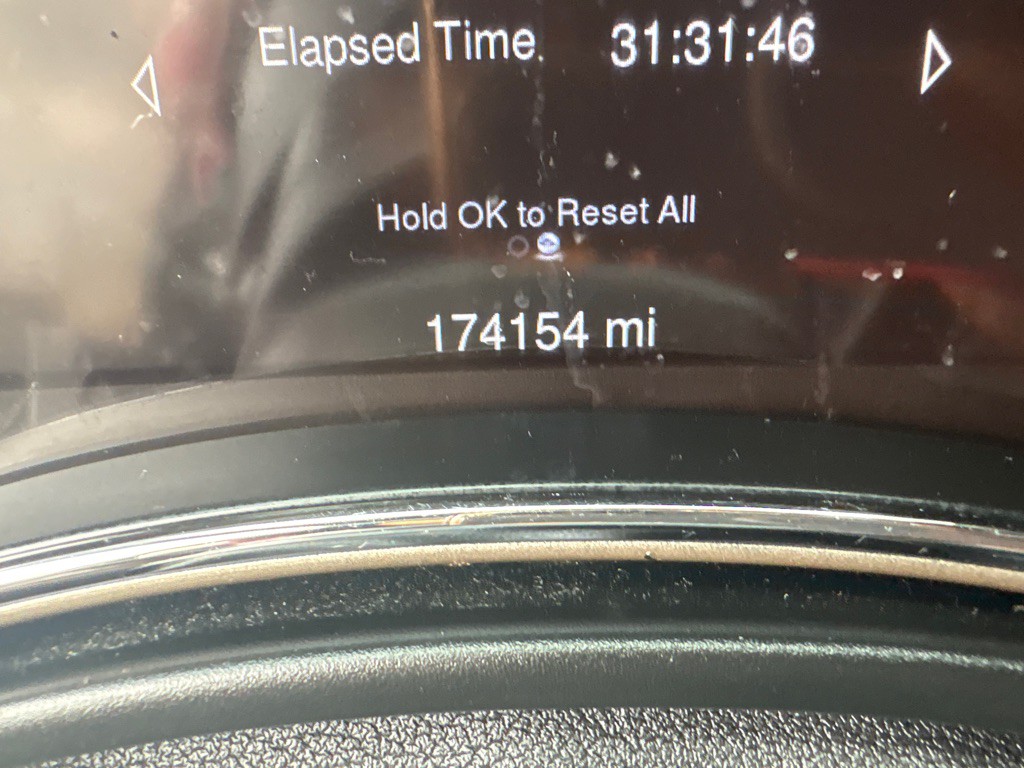 Elapsed Time 31:31:46
Hold OK to Reset All
174154 mi